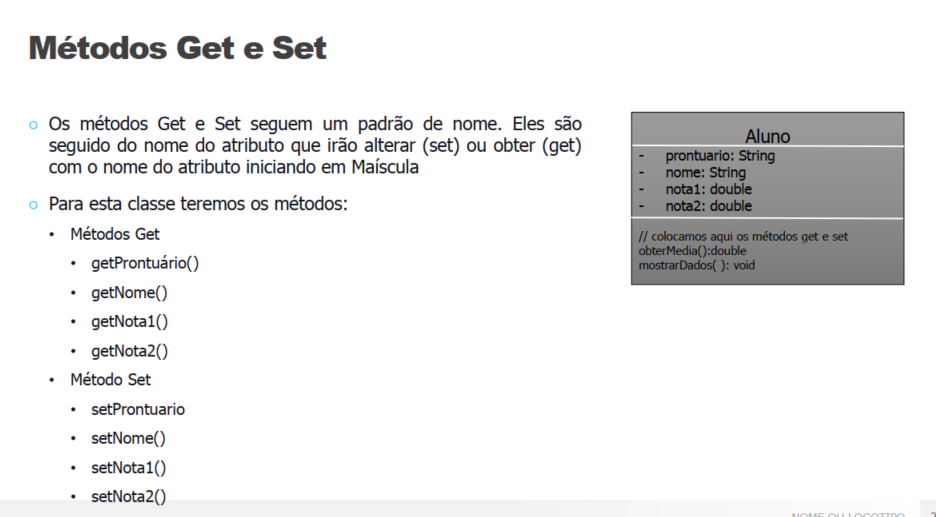 Métodos Get e Set
○ Os métodos Get e Set seguem um padrão de nome. Eles são
seguido do nome do atributo que irão alterar (set) ou obter (get)
com o nome do atributo iniciando em Maíscula
○ Para esta classe teremos os métodos:
• Métodos Get
• getProntuário()
• getNome()
• getNota1()
• getNota2()
• Método Set
• setProntuario
• setNome()
• setNota1()
• setNota2()
Aluno
- prontuario: String
- nome: String
- nota1: double
- nota2: double
// colocamos aqui os métodos get e set
obterMedia():double
mostrarDados( ): void
NOME OU LOGOTIPO